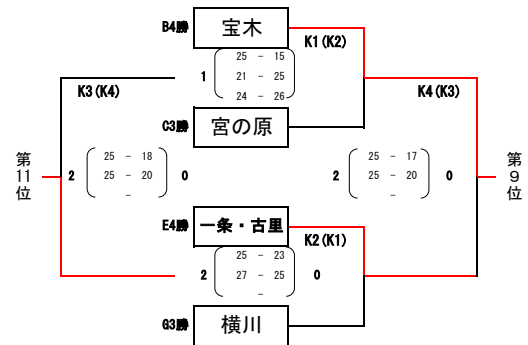 B4勝 宝木 K1(K2)
25 - 15
1 21 - 25
24 - 26
K3(K4) K4(K3)
C3勝 宮の原
第11位 2 25 - 18 0 2 25 - 17 0 第9位
25 - 20 25 - 20
- -
E4勝 一条・古里 K2(K1)
25 - 23
2 27 - 25 0
-
G3勝 横川